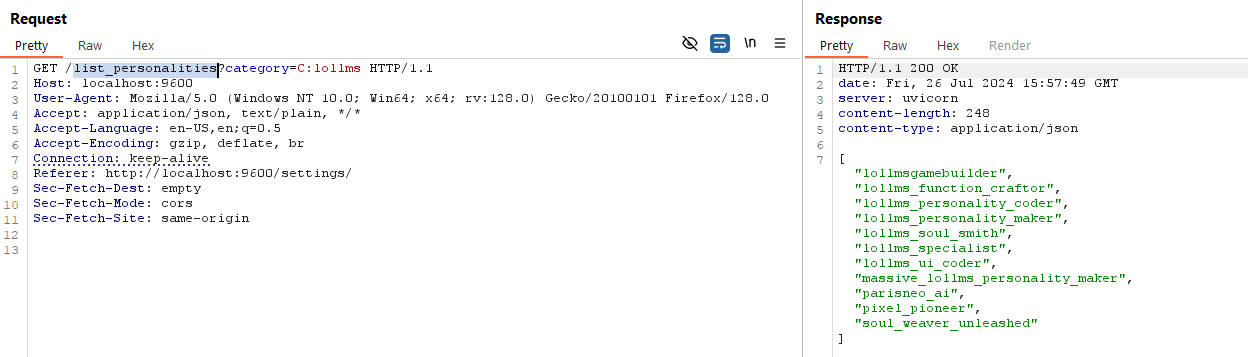 Request
Pretty Raw Hex
\n
1 GET /list_personalities?category=C:lollms HTTP/1.1
2 Host: localhost:9600
3 User-Agent: Mozilla/5.0 (Windows NT 10.0; Win64; x64; rv:128.0) Gecko/20100101 Firefox/128.0
4 Accept: application/json, text/plain, */*
5 Accept-Language: en-US,en;q=0.5
6 Accept-Encoding: gzip, deflate, br
7 Connection: keep-alive
8 Referer: http://localhost:9600/settings/
9 Sec-Fetch-Dest: empty
10 Sec-Fetch-Mode: cors
11 Sec-Fetch-Site: same-origin
12
13
Response
Pretty Raw Hex Render
1 HTTP/1.1 200 OK
2 date: Fri, 26 Jul 2024 15:57:49 GMT
3 server: uvicorn
4 content-length: 248
5 content-type: application/json
6
7 [
"lollmsgamebuilder",
"lollms_function_craftor",
"lollms_personality_coder",
"lollms_personality_maker",
"lollms_soul_smith",
"lollms_specialist",
"lollms_ui_coder",
"massive_lollms_personality_maker",
"parisneo_ai",
"pixel_pioneer",
"soul_weaver_unleashed"
]